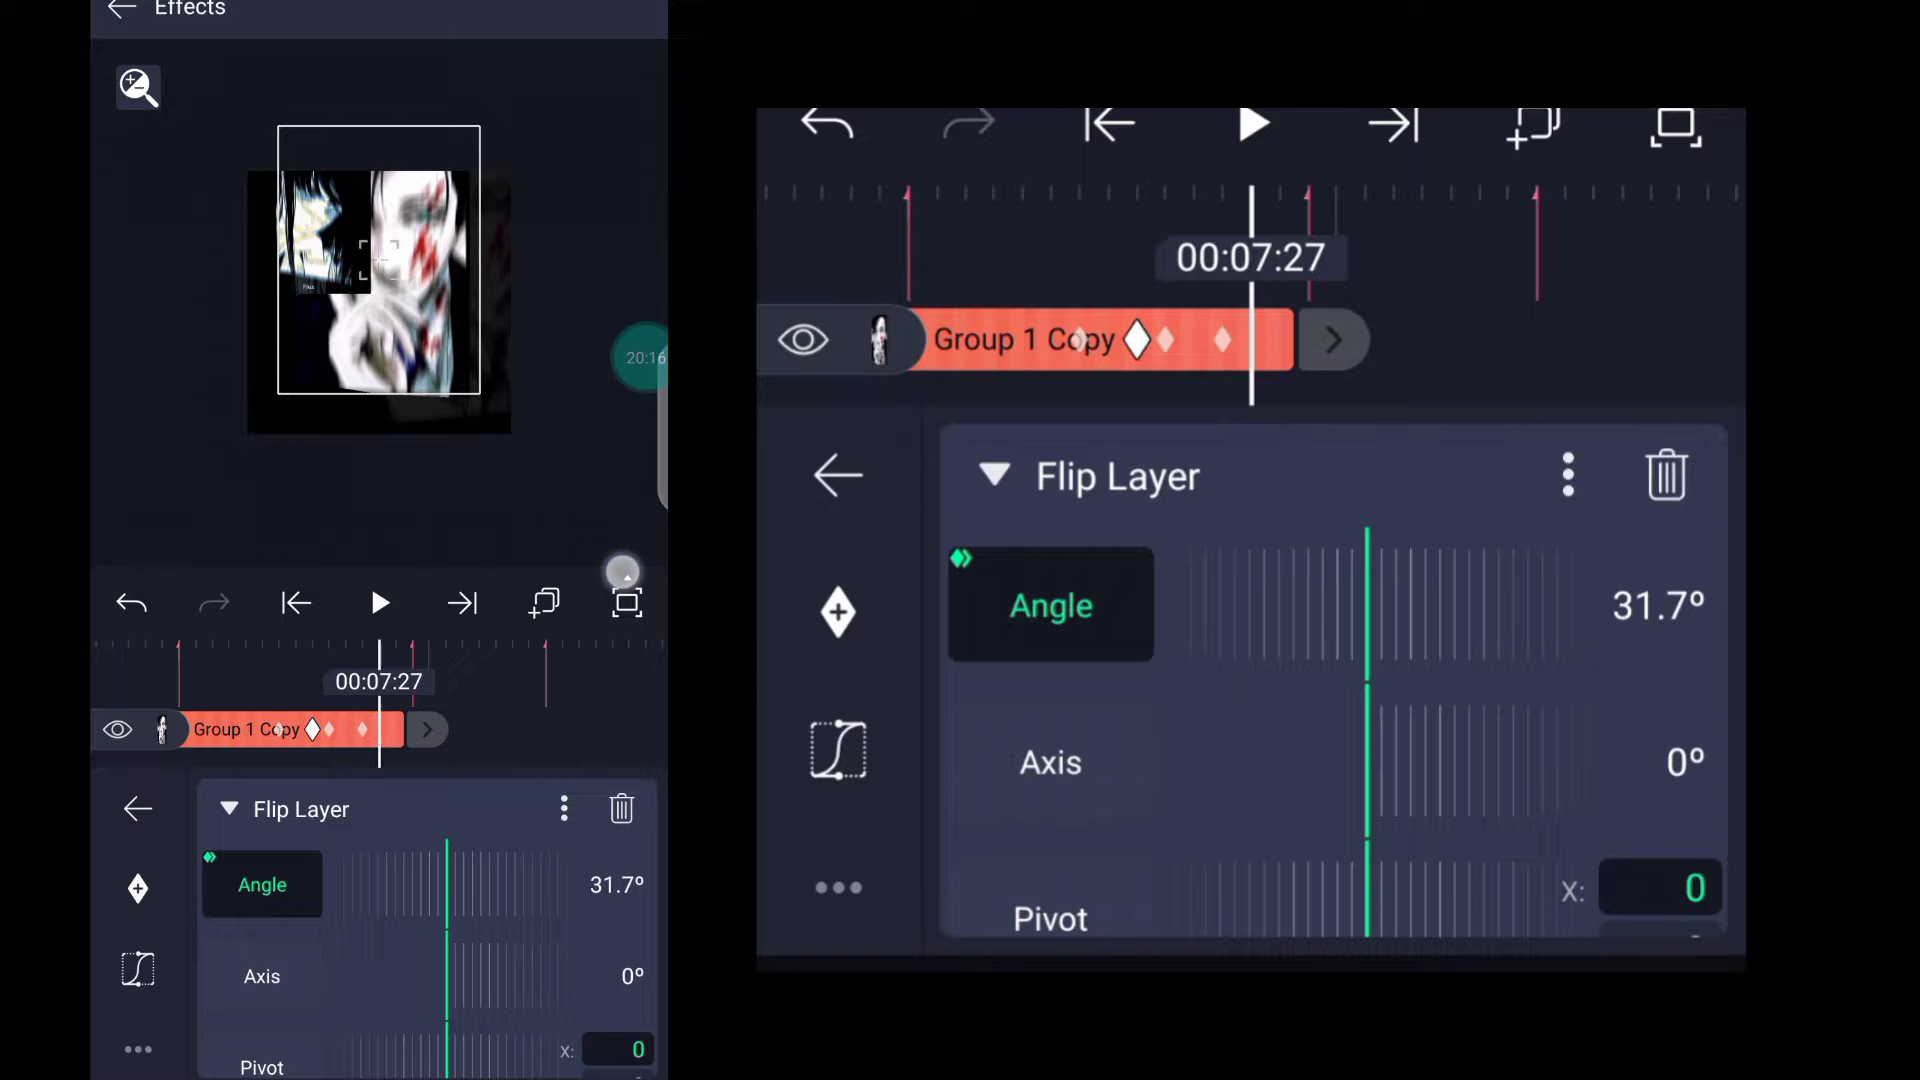 Effects
20:16
00:07:27
Group 1 Copy
Flip Layer
Angle
31.7º
Axis
0º
Pivot
X:
0
00:07:27
Group 1 Copy
Flip Layer
Angle
31.7º
Axis
0º
Pivot
X:
0